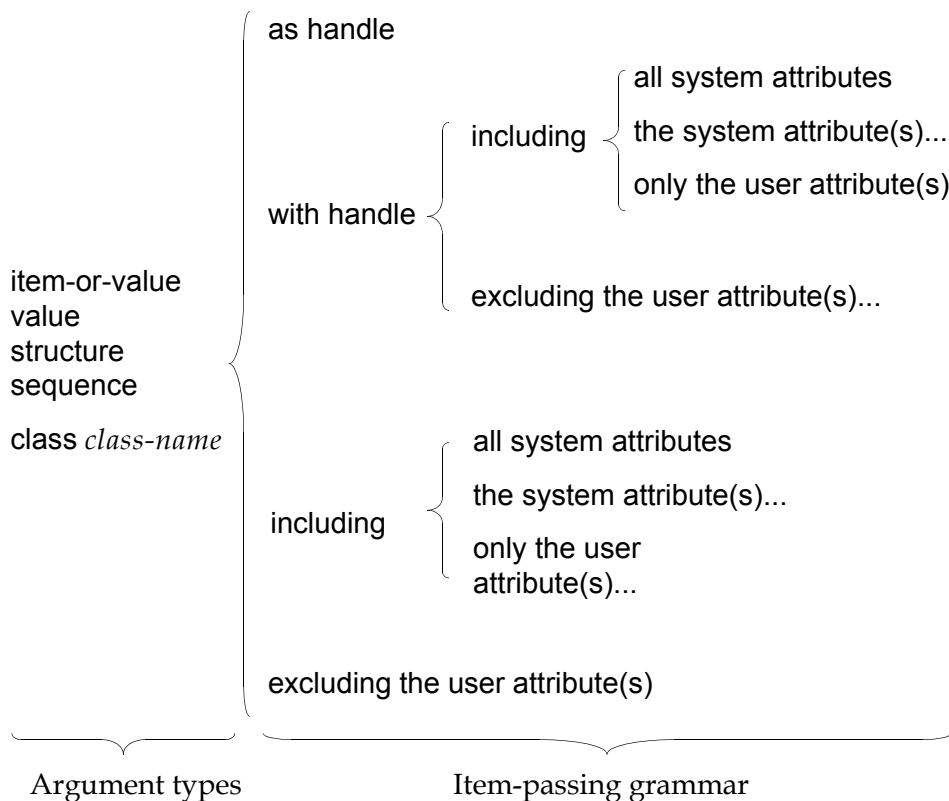 as handle
all system attributes
including
the system attribute(s)...
only the user attribute(s)
with handle
excluding the user attribute(s)...
item-or-value
value
structure
sequence
class class-name
all system attributes
the system attribute(s)...
including
only the user
attribute(s)...
excluding the user attribute(s)
Argument types
Item-passing grammar